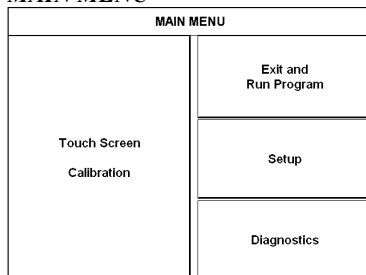 MAIN MENU
MAIN MENU
Touch Screen
Calibration
Exit and
Run Program
Setup
Diagnostics